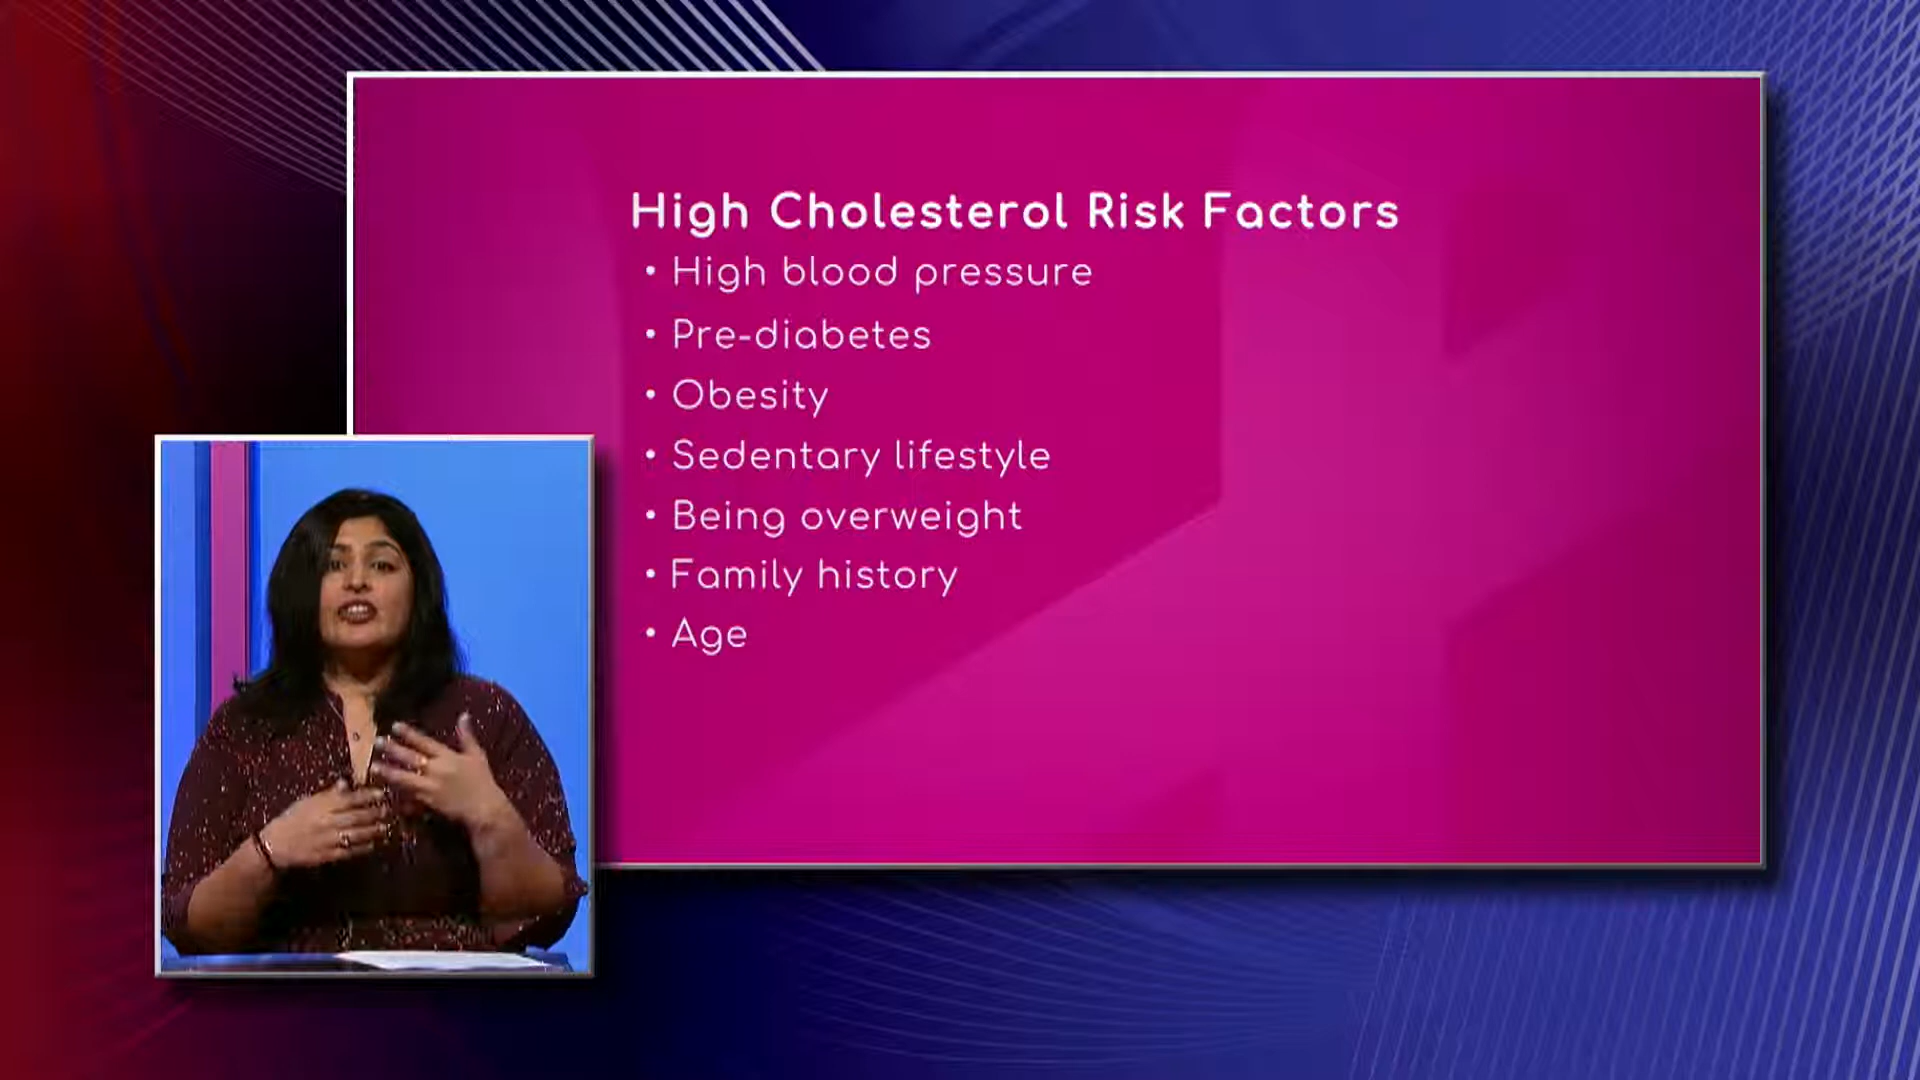 High Cholesterol Risk Factors
• High blood pressure
• Pre-diabetes
• Obesity
• Sedentary lifestyle
• Being overweight
• Family history
• Age